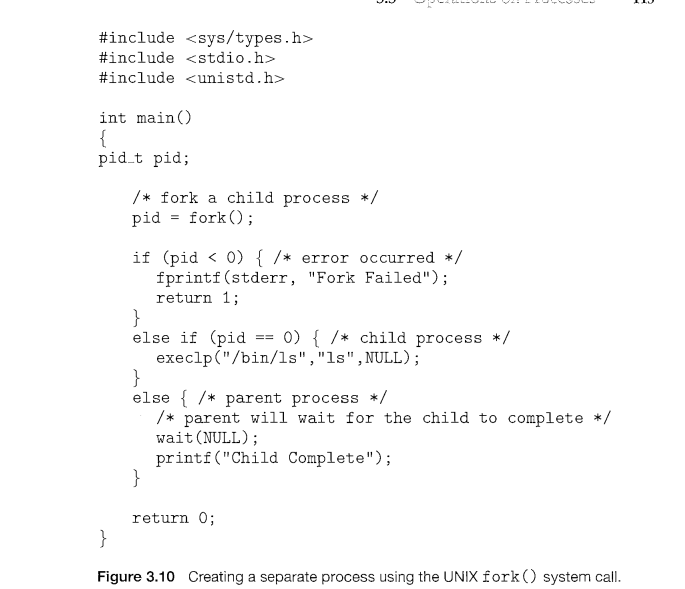 #include <sys/types.h>
#include <stdio.h>
#include <unistd.h>
int main()
{
pid_t pid;
/* fork a child process */
pid = fork();
if (pid < 0) { /* error occurred */
fprintf(stderr, "Fork Failed");
return 1;
}
else if (pid == 0) { /* child process */
execlp("/bin/ls","ls",NULL);
}
else { /* parent process */
/* parent will wait for the child to complete */
wait(NULL);
printf("Child Complete");
}
return 0;
}
Figure 3.10 Creating a separate process using the UNIX fork() system call.